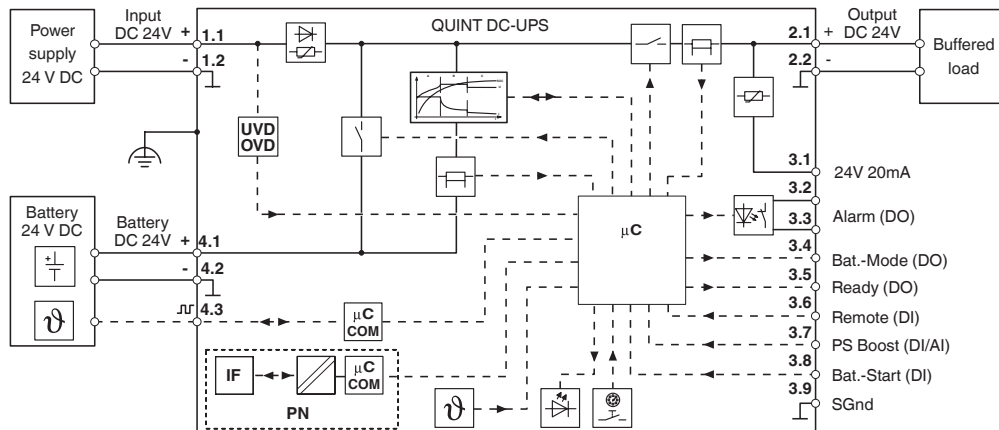 QUINT DC-UPS
Power
supply
24 V DC
Input
DC 24V
+
1.1
-
1.2
2.1
+
Output
DC 24V
2.2
-
Buffered
load
UVD
OVD
µC
3.1
24V 20mA
3.2
3.3
Alarm (DO)
3.4
Bat.-Mode (DO)
3.5
Ready (DO)
3.6
Remote (DI)
3.7
PS Boost (DI/AI)
3.8
Bat.-Start (DI)
3.9
SGnd
Battery
24 V DC
+
ϑ
Battery
DC 24V
+
4.1
-
4.2
4.3
µC
COM
IF
µC
COM
PN
ϑ